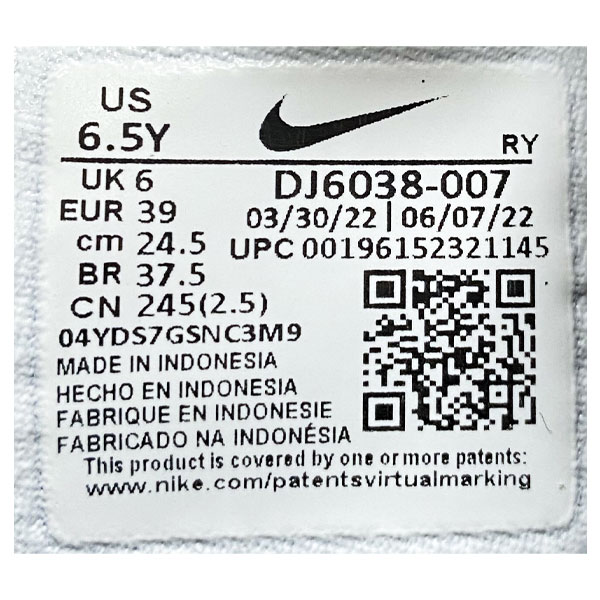 US
6.5Y
RY
UK 6
EUR 39
cm 24.5
BR 37.5
CN 245(2.5)
DJ6038-007
03/30/22 | 06/07/22
UPC 00196152321145
04YDS7GSNC3M9
MADE IN INDONESIA
HECHO EN INDONESIA
FABRIQUE EN INDONESIE
FABRICADO NA INDONÉSIA
This product is covered by one or more patents:
www.nike.com/patentsvirtualmarking